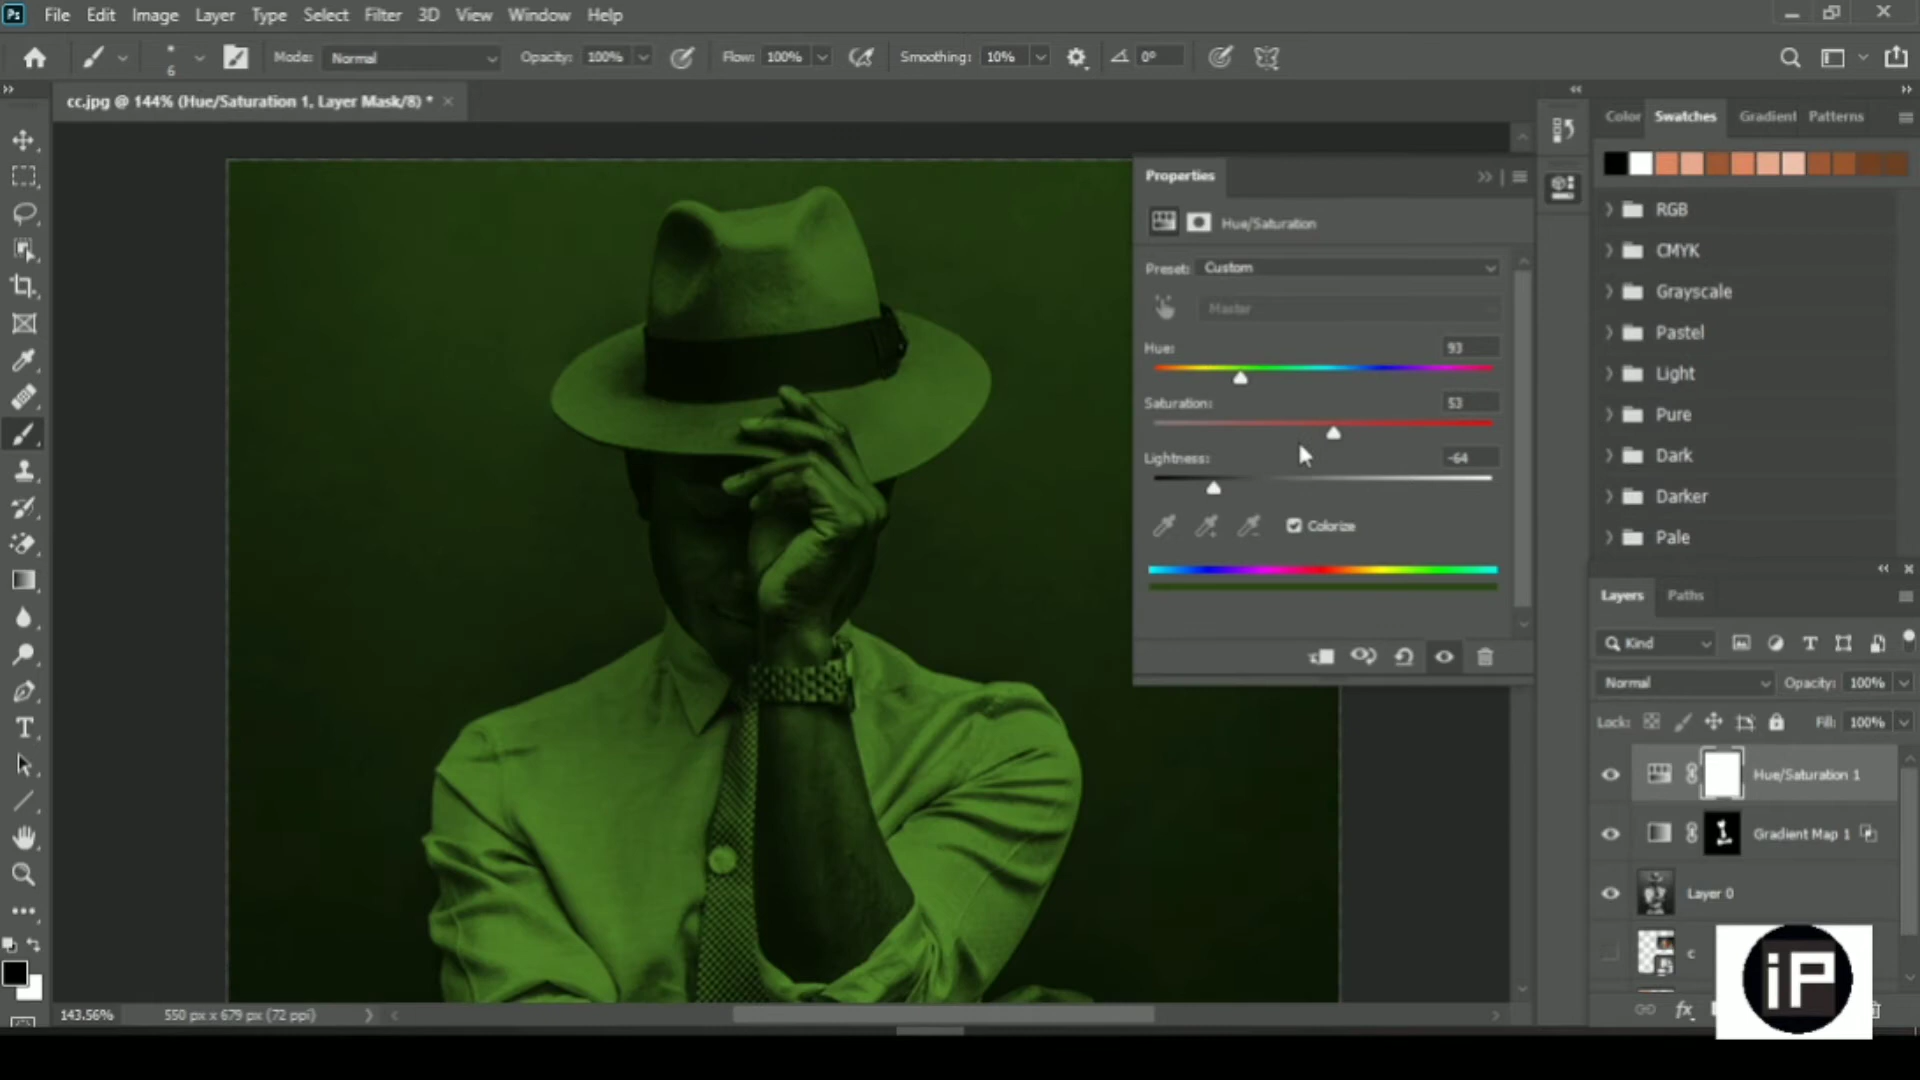 Ps File Edit Image Layer Type Select Filter 3D View Window Help
6 Mode: Normal Opacity: 100% Flow: 100% Smoothing: 10% 0°
cc.jpg @ 144% (Hue/Saturation 1, Layer Mask/8) *
Color Swatches Gradient Patterns
Properties
Hue/Saturation
Preset: Custom
Master
Hue: 93
Saturation: 53
Lightness: -64
Colorize
RGB
CMYK
Grayscale
Pastel
Light
Pure
Dark
Darker
Pale
Layers Paths
Kind
Normal Opacity: 100%
Lock: Fill: 100%
Hue/Saturation 1
Gradient Map 1
Layer 0
c
fx
iP
143.56% 550 px x 679 px (72 ppi)